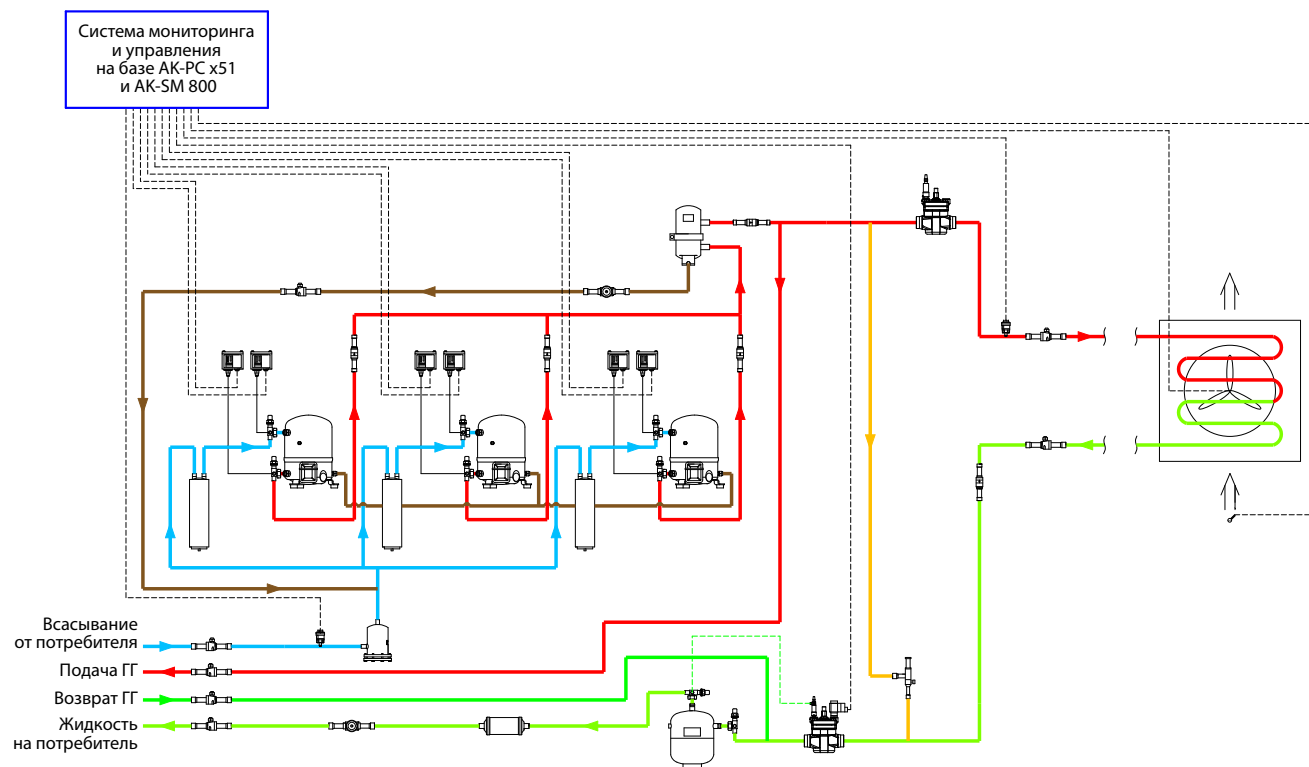 Система мониторинга
и управления
на базе AK-PC x51
и AK-SM 800
Всасывание
от потребителя
Подача ГГ
Возврат ГГ
Жидкость
на потребитель